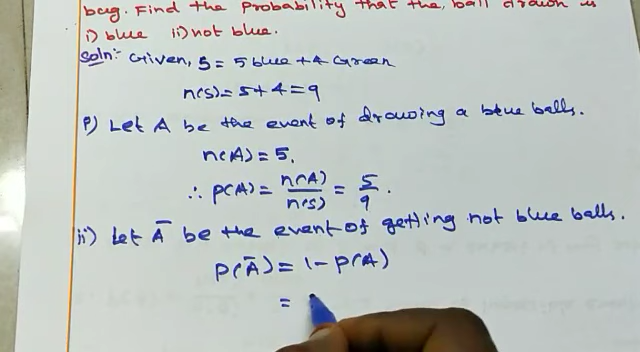 bag. Find the probability that the, ball drawn is
i) blue ii) not blue.
Soln: Given, S = 5 blue + 4 Green
n(S) = 5 + 4 = 9
i) Let A be the event of drawing a blue balls.
n(A) = 5.
∴ P(A) = n(A)/n(S) = 5/9.
ii) Let A̅ be the event of getting not blue balls.
P(A̅) = 1 - P(A)
=